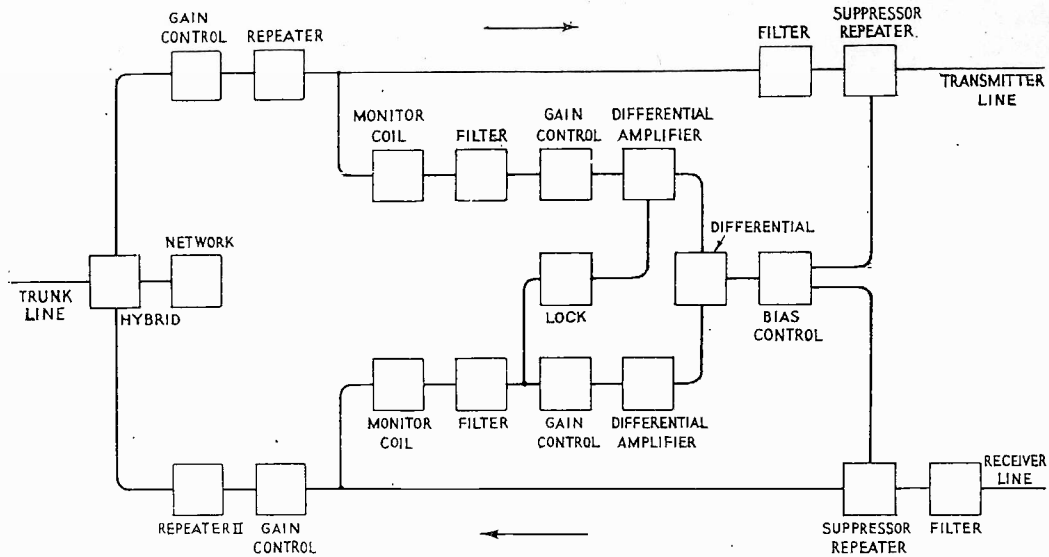 GAIN
CONTROL
REPEATER
FILTER
SUPPRESSOR
REPEATER
TRANSMITTER
LINE
MONITOR
COIL
FILTER
GAIN
CONTROL
DIFFERENTIAL
AMPLIFIER
NETWORK
DIFFERENTIAL
TRUNK
LINE
HYBRID
LOCK
BIAS
CONTROL
MONITOR
COIL
FILTER
GAIN
CONTROL
DIFFERENTIAL
AMPLIFIER
RECEIVER
LINE
REPEATER II
GAIN
CONTROL
SUPPRESSOR
REPEATER
FILTER